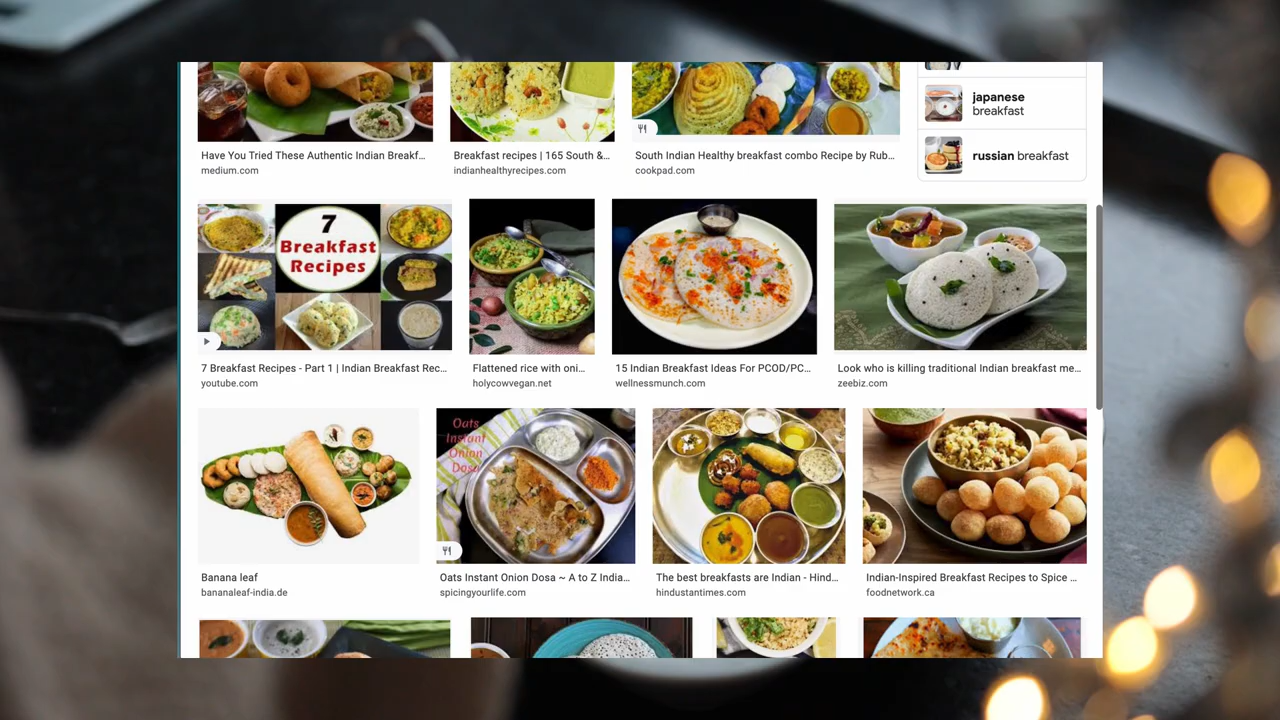 japanese
breakfast
russian breakfast
Have You Tried These Authentic Indian Breakf...
medium.com
Breakfast recipes | 165 South &...
indianhealthyrecipes.com
South Indian Healthy breakfast combo Recipe by Rub...
cookpad.com
7
Breakfast
Recipes
7 Breakfast Recipes - Part 1 | Indian Breakfast Rec...
youtube.com
Flattened rice with oni...
holycowvegan.net
15 Indian Breakfast Ideas For PCOD/PC...
wellnessmunch.com
Look who is killing traditional Indian breakfast me...
zeebiz.com
Oats
Instant
Onion
Dosa
Banana leaf
bananaleaf-india.de
Oats Instant Onion Dosa ~ A to Z India...
spicingyourlife.com
The best breakfasts are Indian - Hind...
hindustantimes.com
Indian-Inspired Breakfast Recipes to Spice ...
foodnetwork.ca